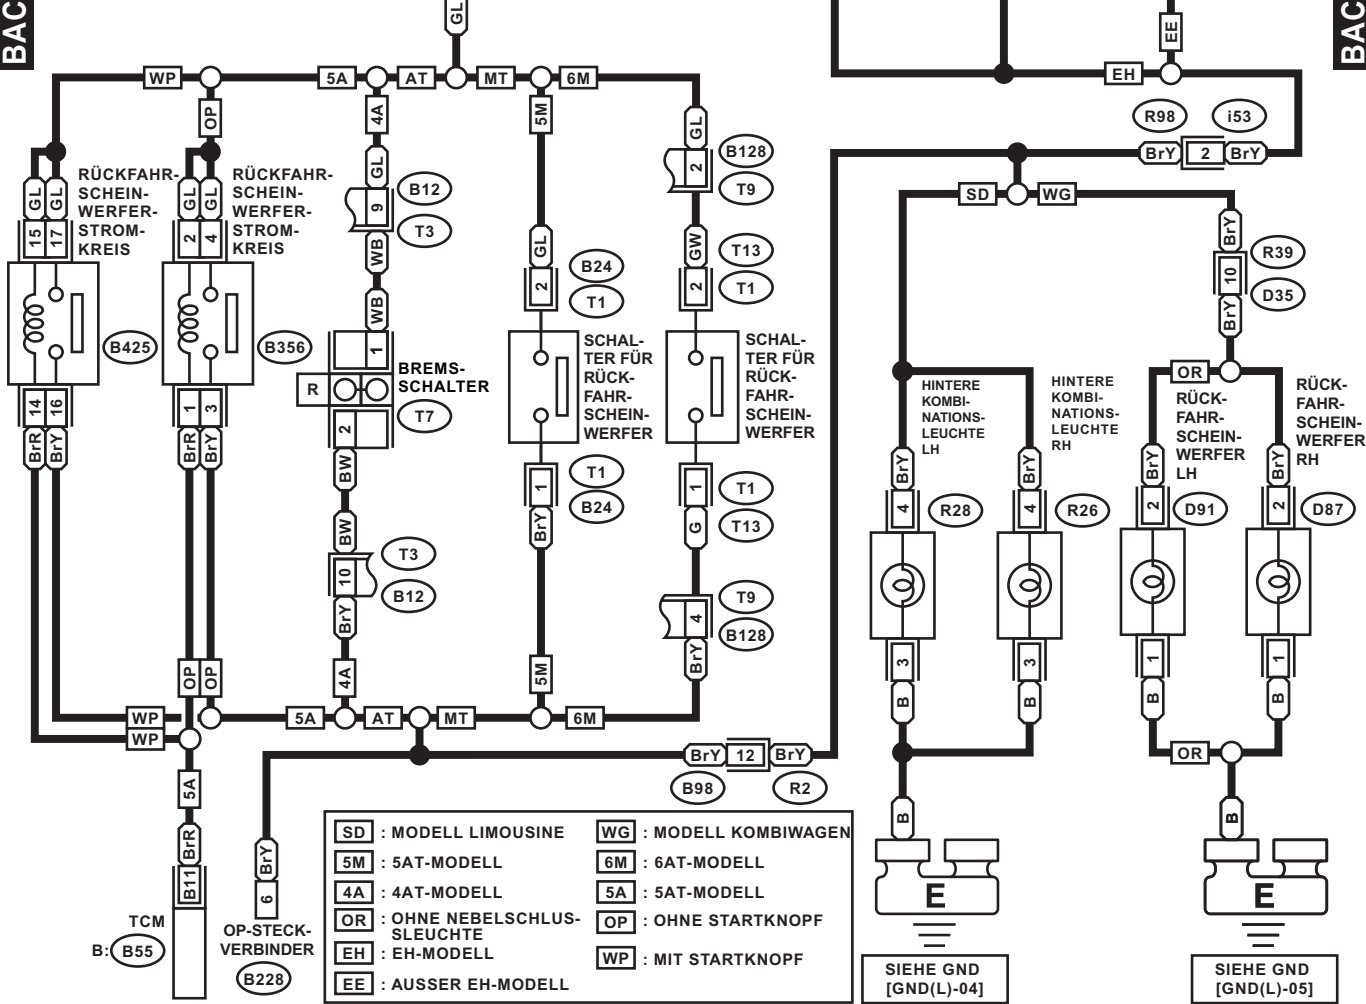 BAC
GL
EE
BAC
WP
5A
AT
MT
6M
EH
OP
4A
5M
GL
R98
i53
BrY
2
BrY
GL
2
B128
T9
RÜCKFAHR-
SCHEIN-
WERFER-
STROM-
KREIS
RÜCKFAHR-
SCHEIN-
WERFER-
STROM-
KREIS
GL
GL
GL
GL
15
17
2
4
9
B12
T3
WB
SD
WG
BrY
R39
10
D35
BrY
GL
B24
2
T1
GW
T13
2
T1
WB
B425
B356
1
BREMS-
SCHALTER
R
T7
2
SCHAL-
TER FÜR
RÜCK-
FAHR-
SCHEIN-
WERFER
SCHAL-
TER FÜR
RÜCK-
FAHR-
SCHEIN-
WERFER
OR
HINTERE
KOMBI-
NATIONS-
LEUCHTE
LH
HINTERE
KOMBI-
NATIONS-
LEUCHTE
RH
RÜCK-
FAHR-
SCHEIN-
WERFER
LH
RÜCK-
FAHR-
SCHEIN-
WERFER
RH
14
16
1
3
BrR
BrY
BrR
BrY
BW
T1
1
B24
BrY
1
T1
G
T13
BrY
BrY
BrY
BrY
4
R28
4
R26
2
D91
2
D87
BW
T3
10
B12
BrY
T9
4
B128
BrY
OP
OP
4A
5M
3
3
1
1
B
B
B
B
WP
5A
AT
MT
6M
WP
BrY
12
BrY
B98
R2
OR
5A
BrR
B11
TCM
B:
B55
BrY
6
OP-STECK-
VERBINDER
B228
B
B
E
E
SD : MODELL LIMOUSINE
WG : MODELL KOMBIWAGEN
5M : 5AT-MODELL
6M : 6AT-MODELL
4A : 4AT-MODELL
5A : 5AT-MODELL
OR : OHNE NEBELSCHLUS-
SLEUCHTE
OP : OHNE STARTKNOPF
EH : EH-MODELL
WP : MIT STARTKNOPF
EE : AUSSER EH-MODELL
SIEHE GND
[GND(L)-04]
SIEHE GND
[GND(L)-05]